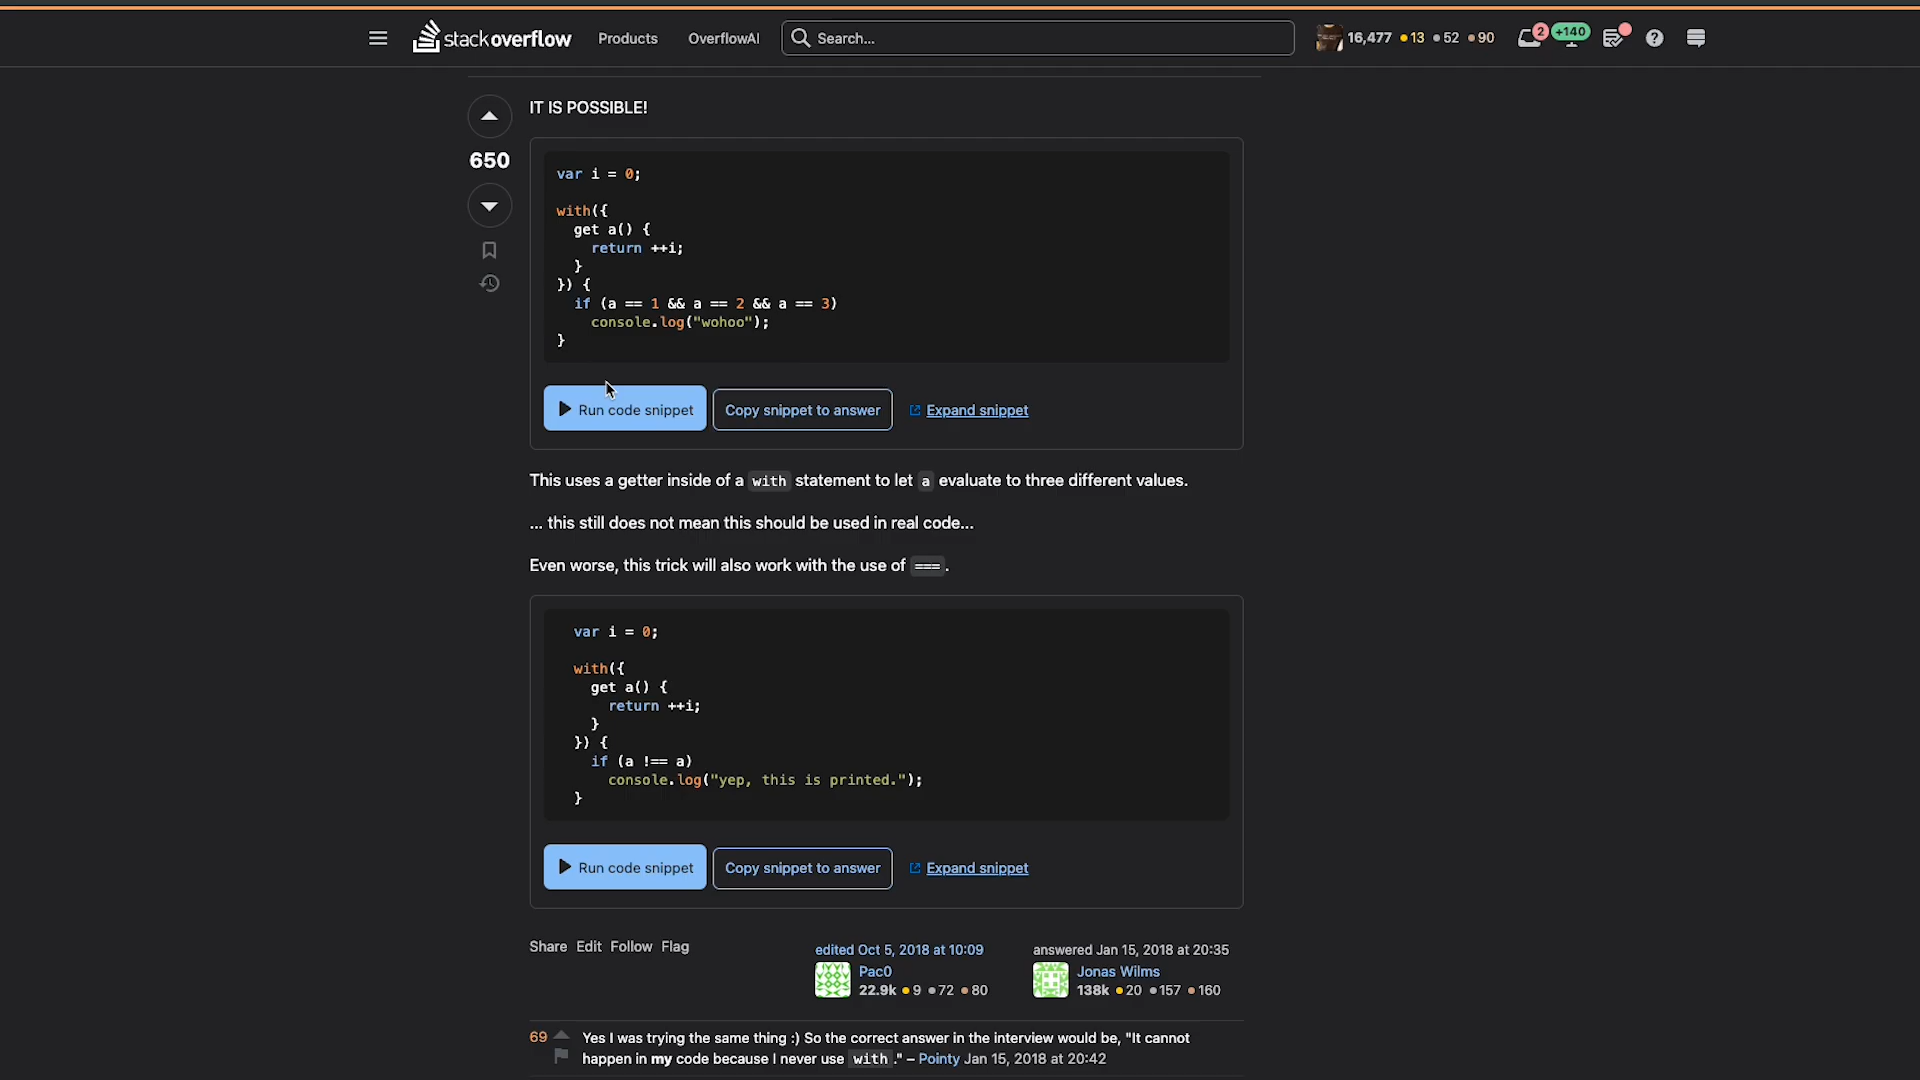 stackoverflow Products OverflowAI Search... 16,477 13 52 90 2 +140
IT IS POSSIBLE!
650
var i = 0;
with({
get a() {
return ++i;
}
}) {
if (a == 1 && a == 2 && a == 3)
console.log("wohoo");
}
Run code snippet Copy snippet to answer Expand snippet
This uses a getter inside of a with statement to let a evaluate to three different values.
... this still does not mean this should be used in real code...
Even worse, this trick will also work with the use of ===.
var i = 0;
with({
get a() {
return ++i;
}
}) {
if (a !== a)
console.log("yep, this is printed.");
}
Run code snippet Copy snippet to answer Expand snippet
Share Edit Follow Flag
edited Oct 5, 2018 at 10:09
Pac0
22.9k 9 72 80
answered Jan 15, 2018 at 20:35
Jonas Wilms
138k 20 157 160
69 Yes I was trying the same thing :) So the correct answer in the interview would be, "It cannot
happen in my code because I never use with." – Pointy Jan 15, 2018 at 20:42